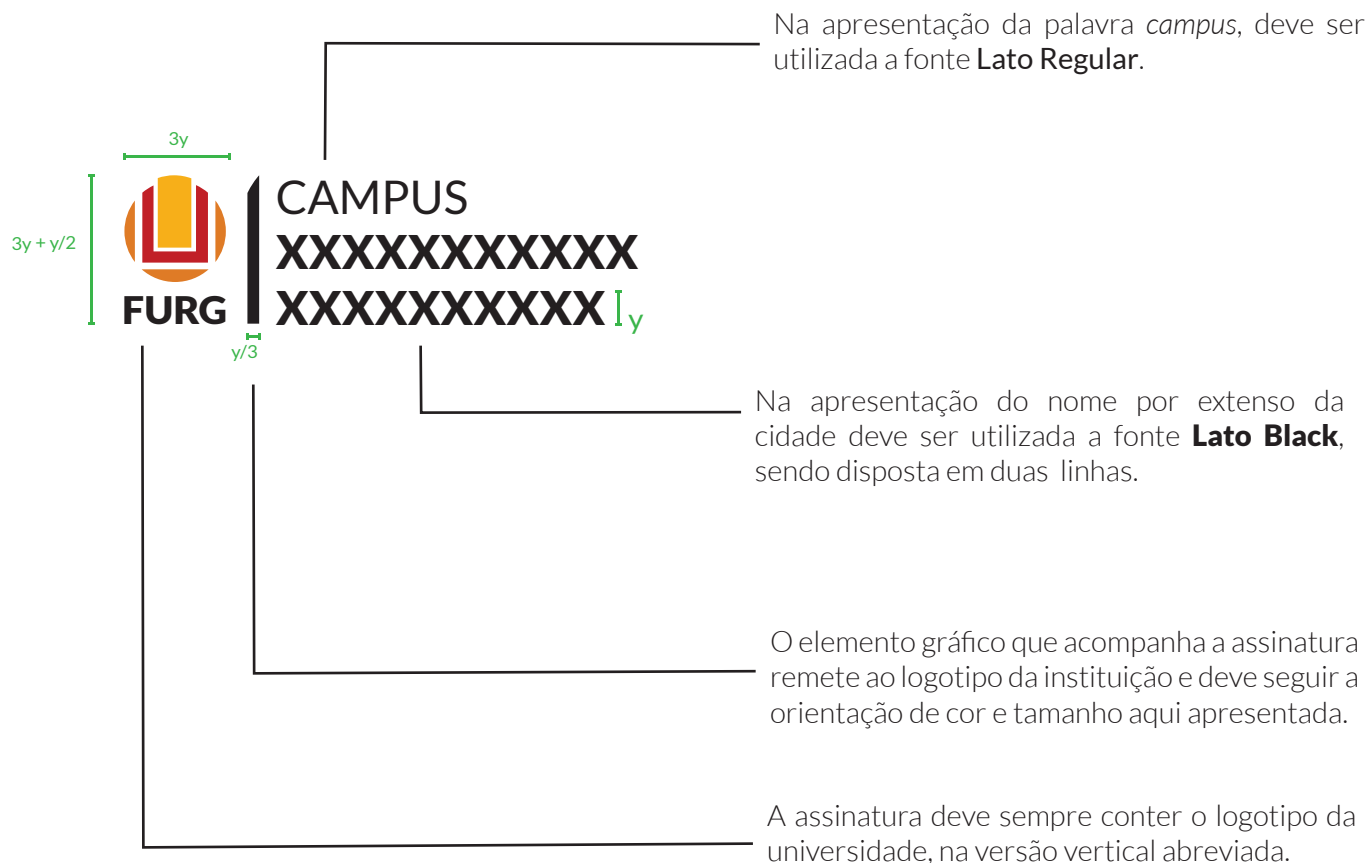 Na apresentação da palavra campus, deve ser
utilizada a fonte Lato Regular.
3y
3y + y/2
CAMPUS
XXXXXXXXXXX
FURG
XXXXXXXXXX
y
y/3
Na apresentação do nome por extenso da
cidade deve ser utilizada a fonte Lato Black,
sendo disposta em duas linhas.
O elemento gráfico que acompanha a assinatura
remete ao logotipo da instituição e deve seguir a
orientação de cor e tamanho aqui apresentada.
A assinatura deve sempre conter o logotipo da
universidade, na versão vertical abreviada.